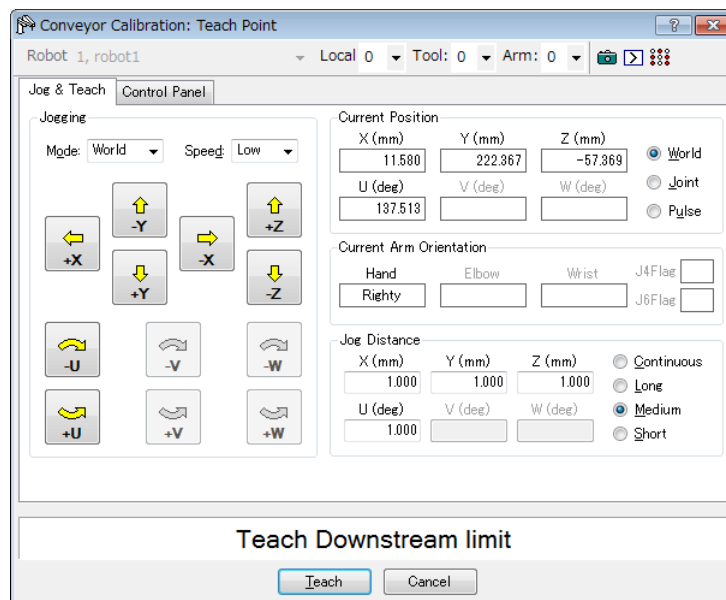 Conveyor Calibration: Teach Point
Robot 1, robot1 Local 0 Tool: 0 Arm: 0
Jog & Teach Control Panel
Jogging
Mode: World Speed: Low
-Y +Z
+X -X
+Y -Z
-U -V -W
+U +V +W
Current Position
X (mm) Y (mm) Z (mm)
11.580 222.367 -57.369
U (deg) V (deg) W (deg)
137.513
World
Joint
Pulse
Current Arm Orientation
Hand Elbow Wrist J4Flag
Righty J6Flag
Jog Distance
X (mm) Y (mm) Z (mm)
1.000 1.000 1.000
U (deg) V (deg) W (deg)
1.000
Continuous
Long
Medium
Short
Teach Downstream limit
Teach Cancel